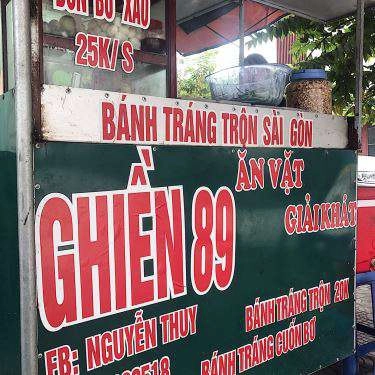 BÚN BÒ XÀO
25K/S
BÁNH TRÁNG TRỘN SÀI GÒN
GHIỀN 89
ĂN VẶT
GIẢI KHÁT
FB: NGUYỄN THUY
BÁNH TRÁNG TRỘN 20K
BÁNH TRÁNG CUỐN BƠ